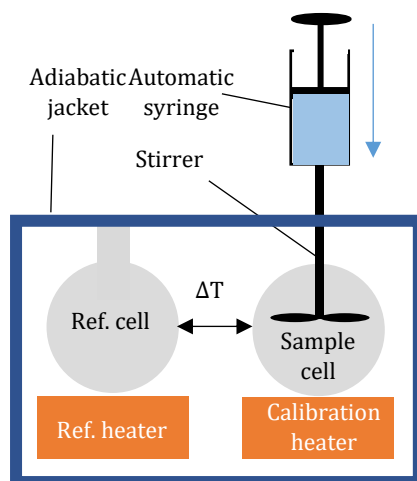 Adiabatic
jacket
Automatic
syringe
Stirrer
ΔT
Ref. cell
Sample
cell
Ref. heater
Calibration
heater